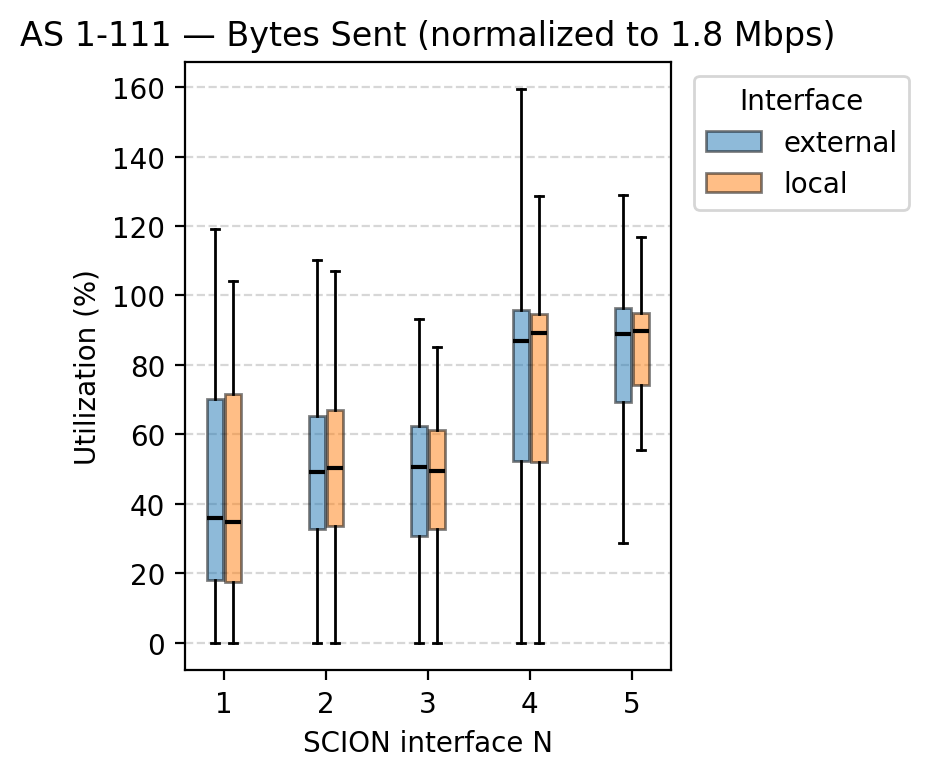 AS 1-111 — Bytes Sent (normalized to 1.8 Mbps)
Interface
external
local
Utilization (%)
160
140
120
100
80
60
40
20
0
1 2 3 4 5
SCION interface N